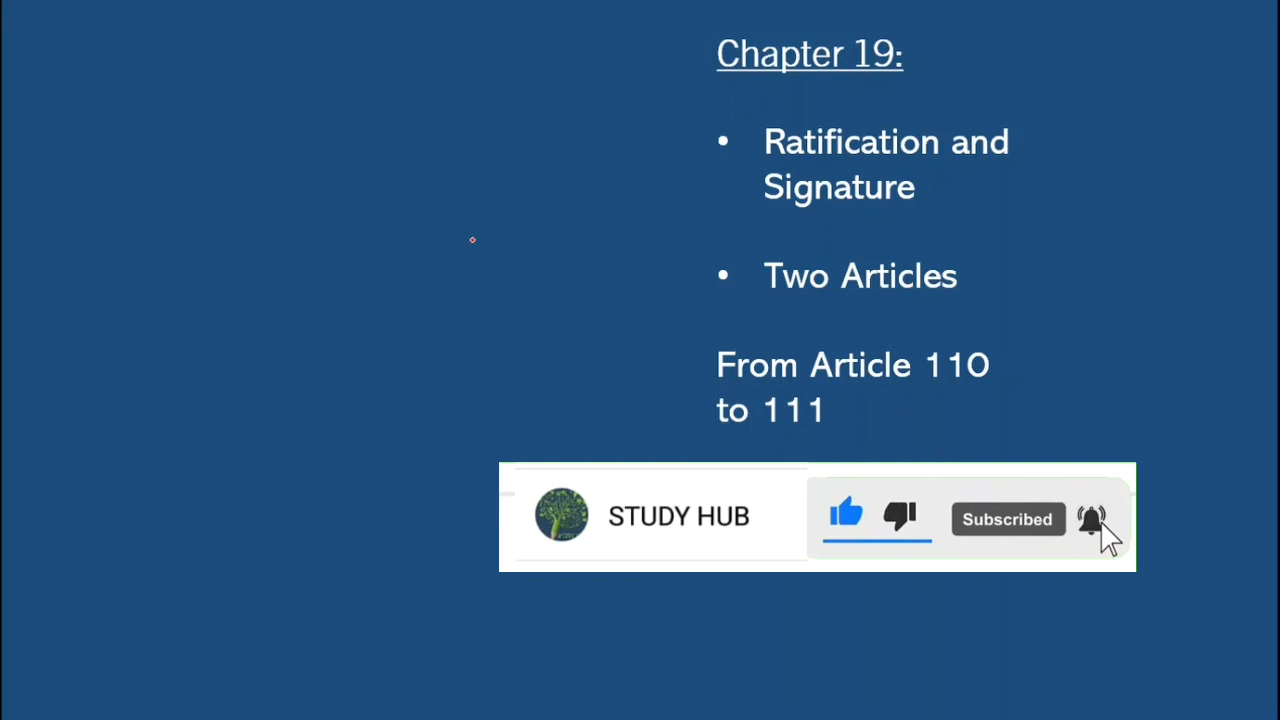 Chapter 19:
• Ratification and
Signature
• Two Articles
From Article 110
to 111
STUDY HUB
Subscribed